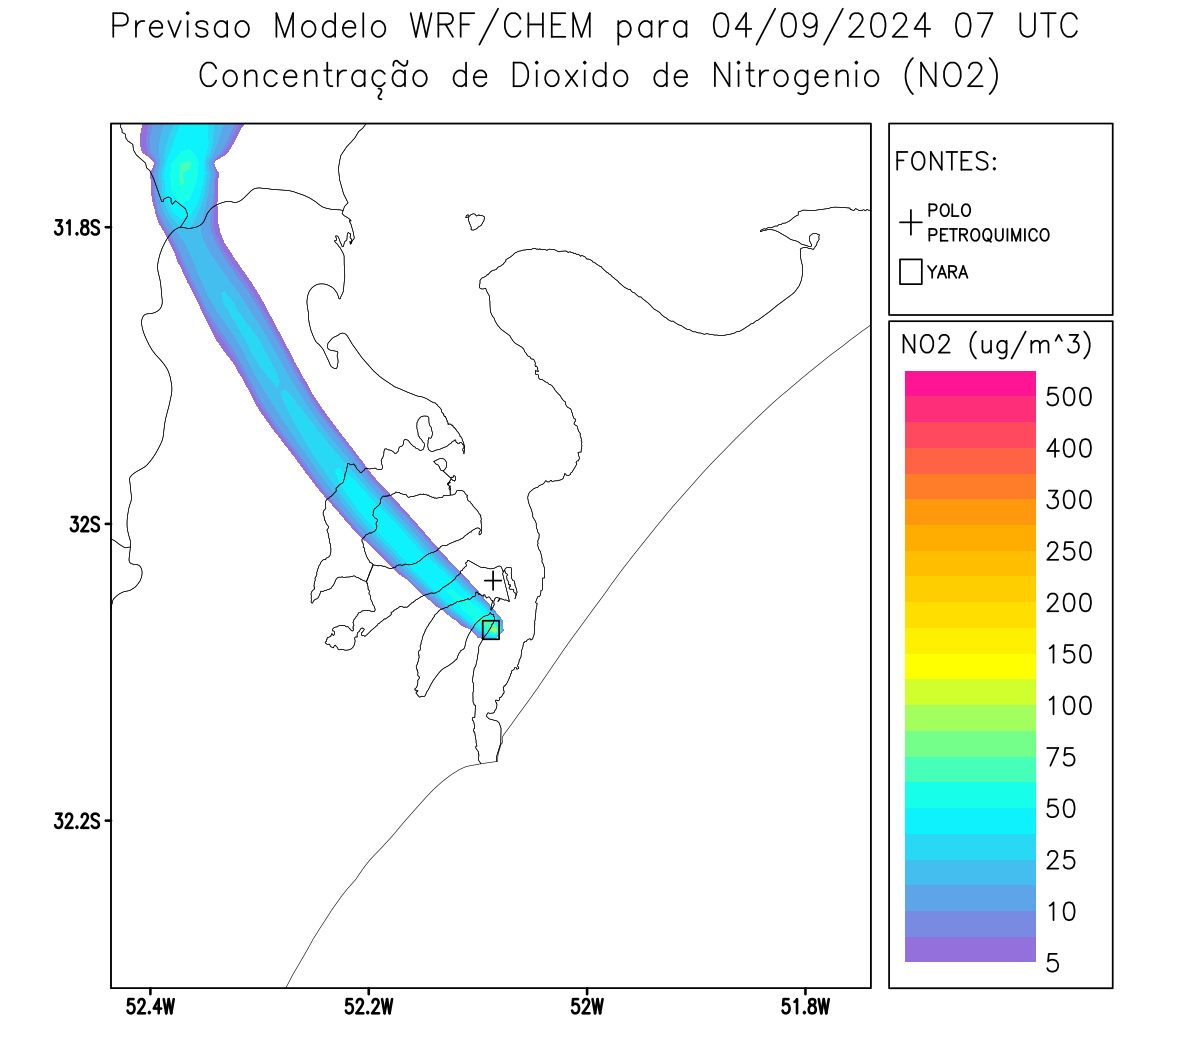 Previsao Modelo WRF/CHEM para 04/09/2024 07 UTC
Concentração de Dioxido de Nitrogenio (NO2)
FONTES:
POLO
PETROQUIMICO
YARA
NO2 (ug/m^3)
500
400
300
250
200
150
100
75
50
25
10
5
31.8S
32S
32.2S
52.4W
52.2W
52W
51.8W